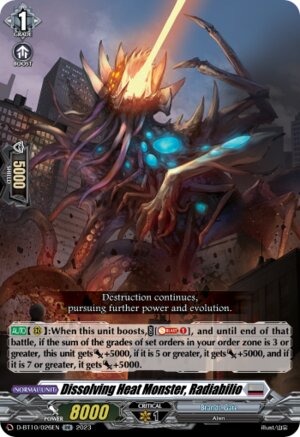 1
GRADE
BOOST
5000
SHIELD
Destruction continues,
pursuing further power and evolution.
AUTO [ RC ]:When this unit boosts, [ BLAST 1 ], and until end of that
battle, if the sum of the grades of set orders in your order zone is 3 or
greater, this unit gets +5000, if it is 5 or greater, it gets +5000, and if
it is 7 or greater, it gets +5000.
NORMAL UNIT
Dissolving Heat Monster, Radiabilio
POWER
8000
CRITICAL
1
Brandt Gate
Alien
D-BT10/026EN RR 2023